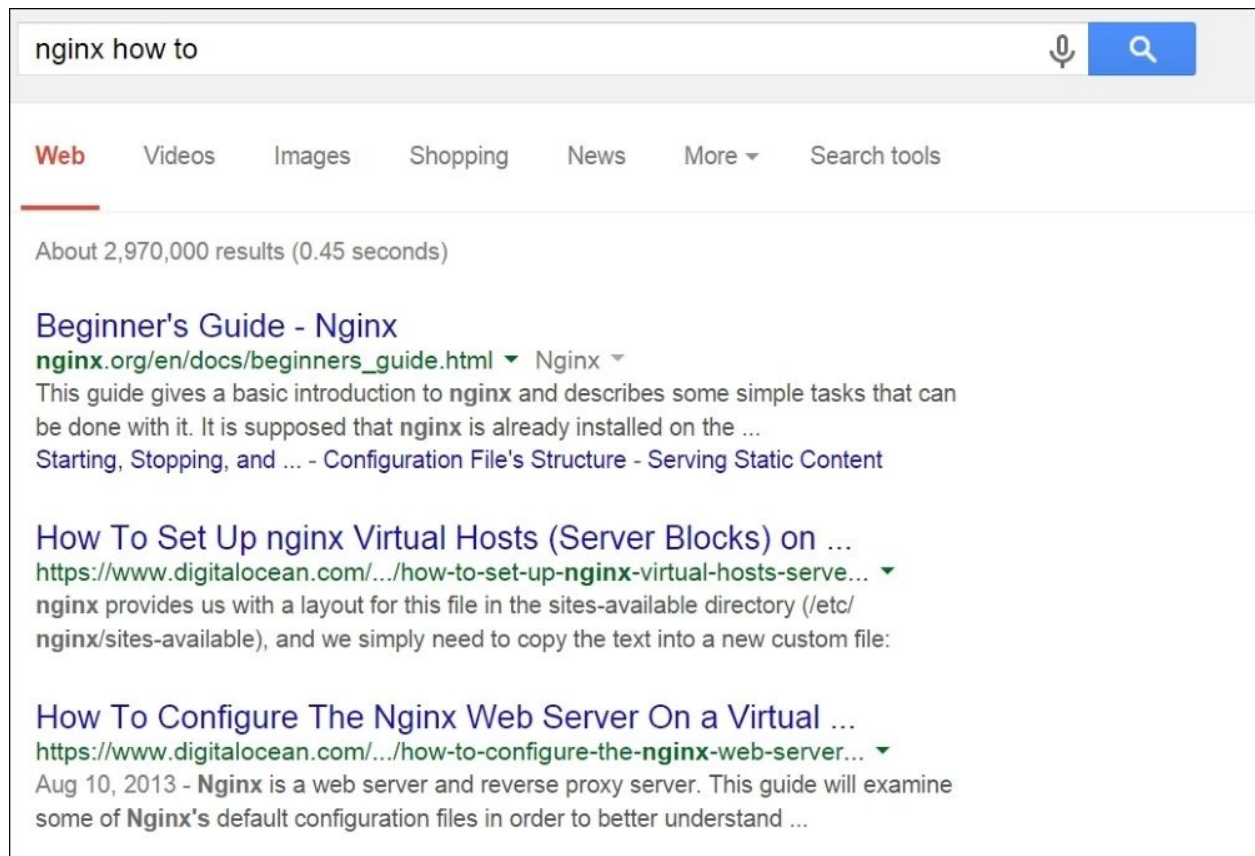 nginx how to
Web Videos Images Shopping News More Search tools
About 2,970,000 results (0.45 seconds)
Beginner's Guide - Nginx
nginx.org/en/docs/beginners_guide.html Nginx
This guide gives a basic introduction to nginx and describes some simple tasks that can
be done with it. It is supposed that nginx is already installed on the ...
Starting, Stopping, and ... - Configuration File's Structure - Serving Static Content
How To Set Up nginx Virtual Hosts (Server Blocks) on ...
https://www.digitalocean.com/.../how-to-set-up-nginx-virtual-hosts-serve...
nginx provides us with a layout for this file in the sites-available directory (/etc/
nginx/sites-available), and we simply need to copy the text into a new custom file:
How To Configure The Nginx Web Server On a Virtual ...
https://www.digitalocean.com/.../how-to-configure-the-nginx-web-server...
Aug 10, 2013 - Nginx is a web server and reverse proxy server. This guide will examine
some of Nginx's default configuration files in order to better understand ...